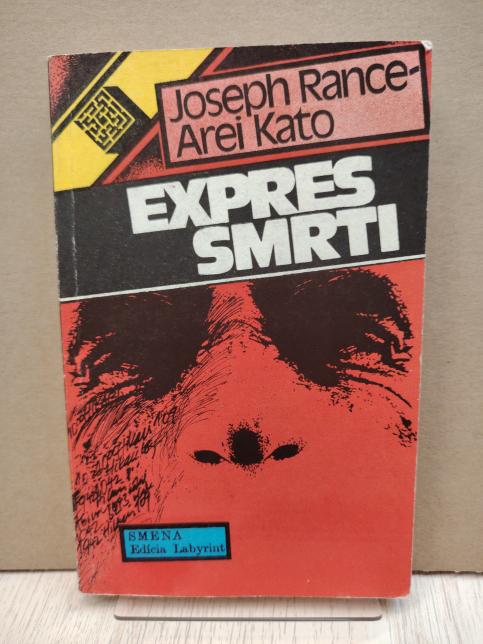 Joseph Rance-
Arei Kato
EXPRES
SMRTI
SMENA
Edícia Labyrint